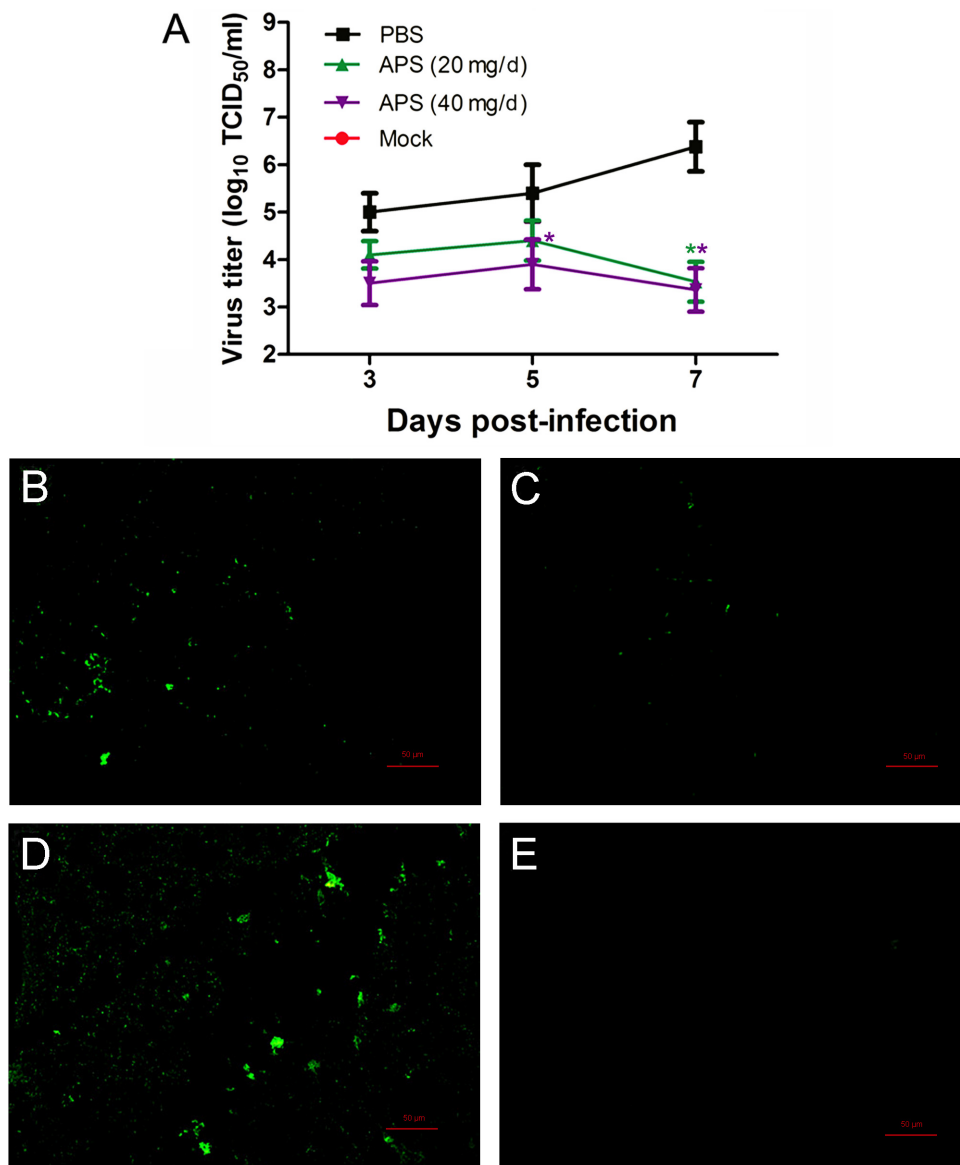 A
Virus titer (log10 TCID50/ml)
9
8
7
6
5
4
3
2
PBS
APS (20 mg/d)
APS (40 mg/d)
Mock
*
**
3 5 7
Days post-infection
B
50 µm
C
50 µm
D
50 µm
E
50 µm